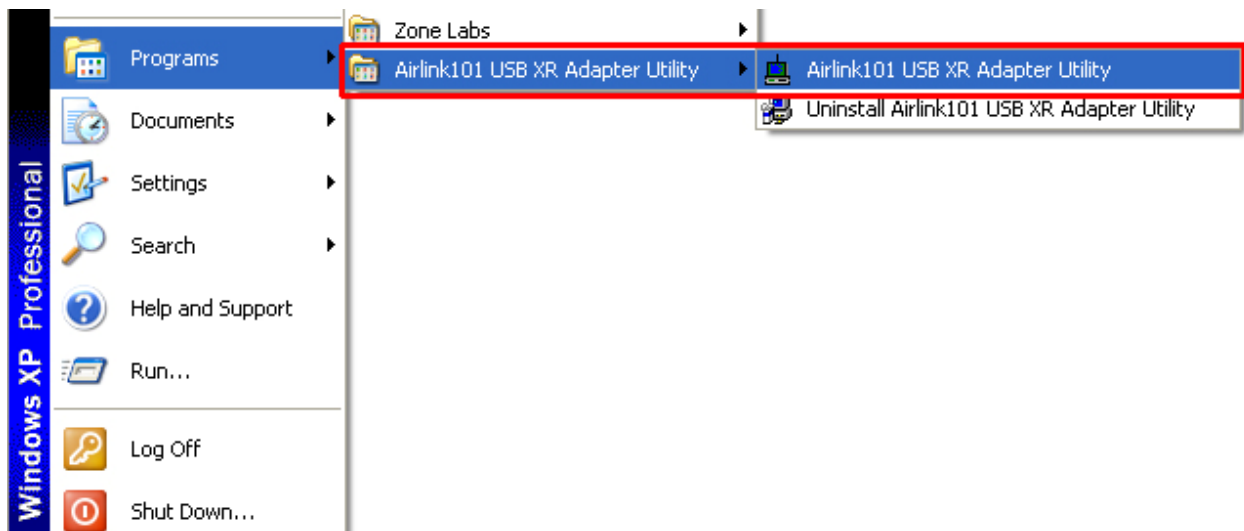 Windows XP Professional
Programs
Documents
Settings
Search
Help and Support
Run...
Log Off
Shut Down...
Zone Labs
Airlink101 USB XR Adapter Utility
Airlink101 USB XR Adapter Utility
Uninstall Airlink101 USB XR Adapter Utility